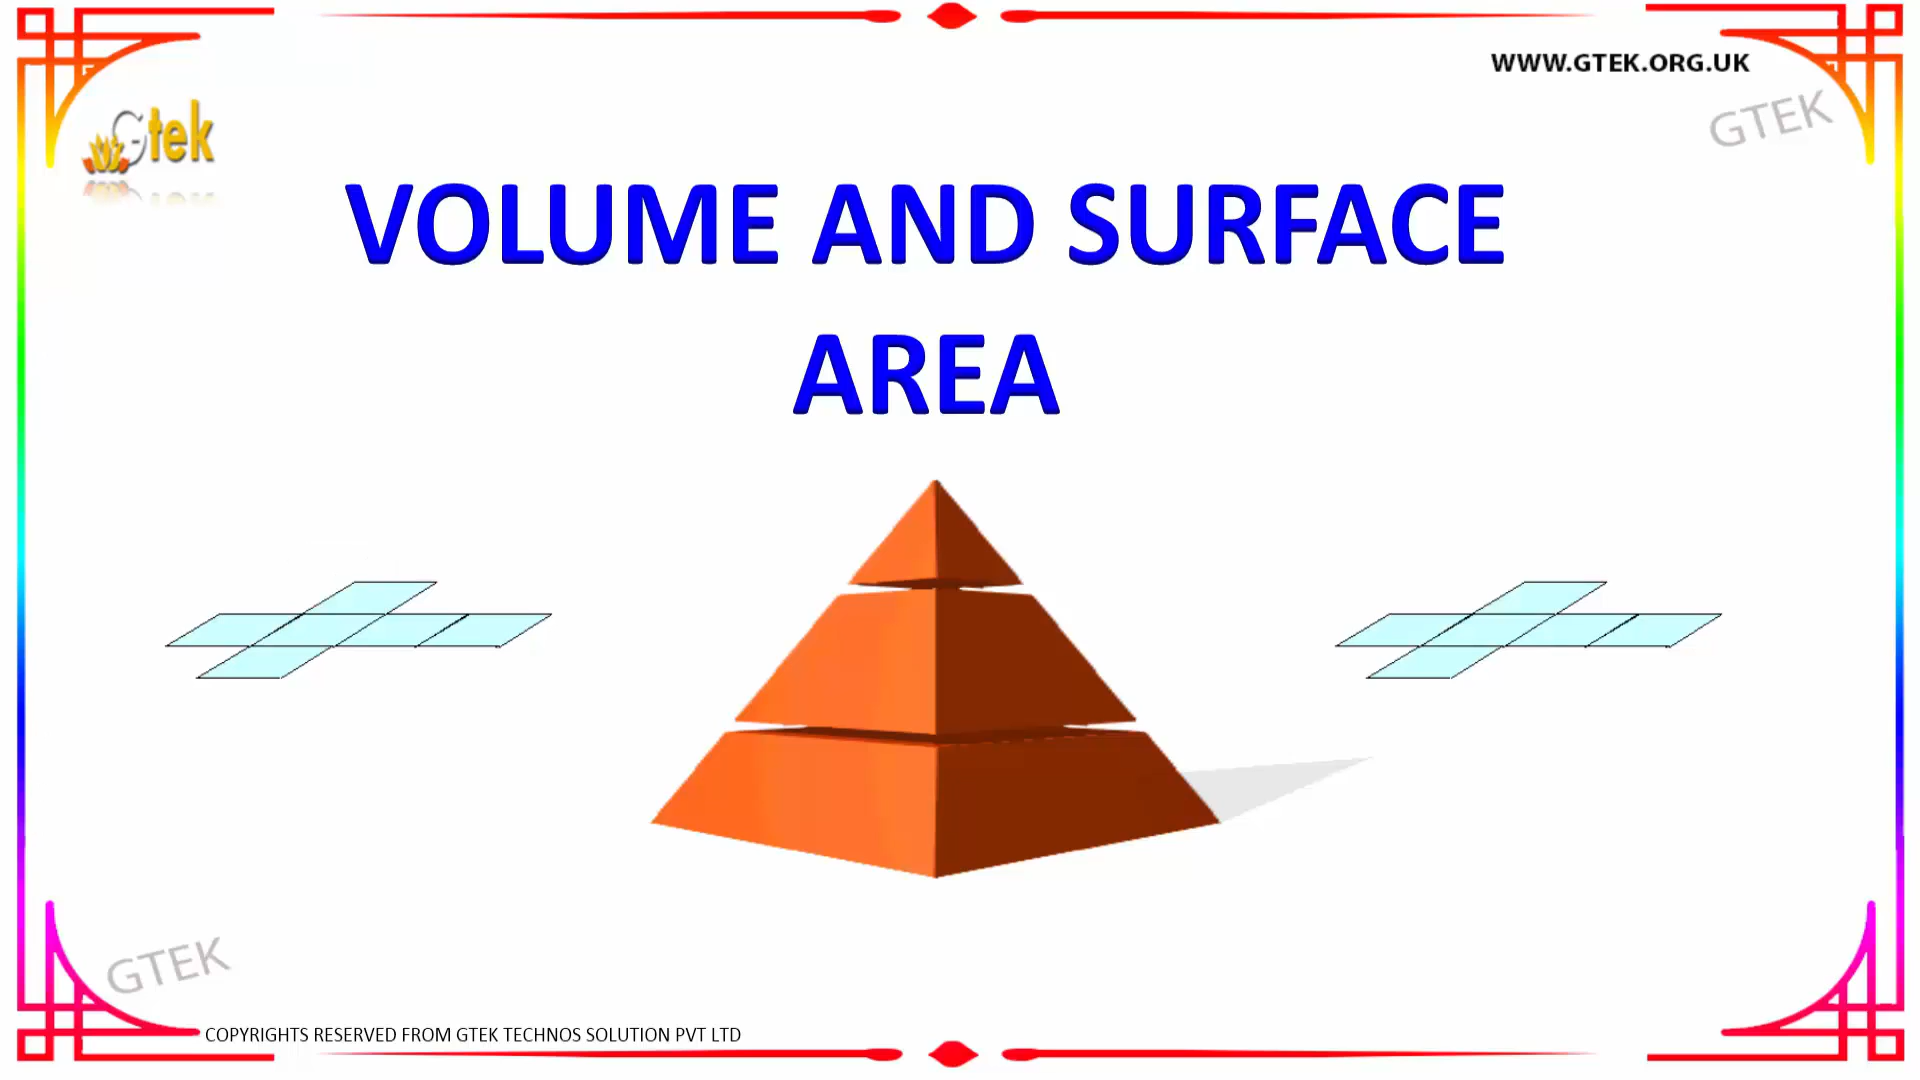 WWW.GTEK.ORG.UK
GTEK
Gtek
VOLUME AND SURFACE
AREA
GTEK
COPYRIGHTS RESERVED FROM GTEK TECHNOS SOLUTION PVT LTD